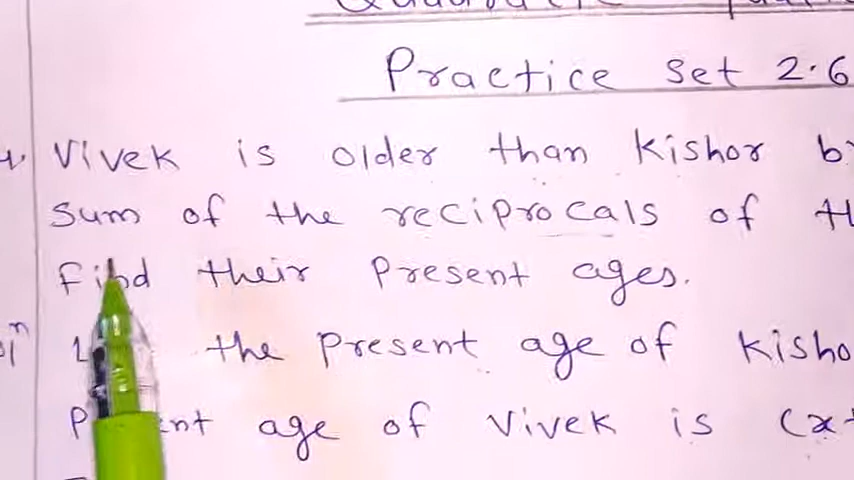 Practice Set 2.6
Vivek is older than Kishor
Sum of the reciprocals of
Find their Present ages.
the present age of
age of Vivek is (x+